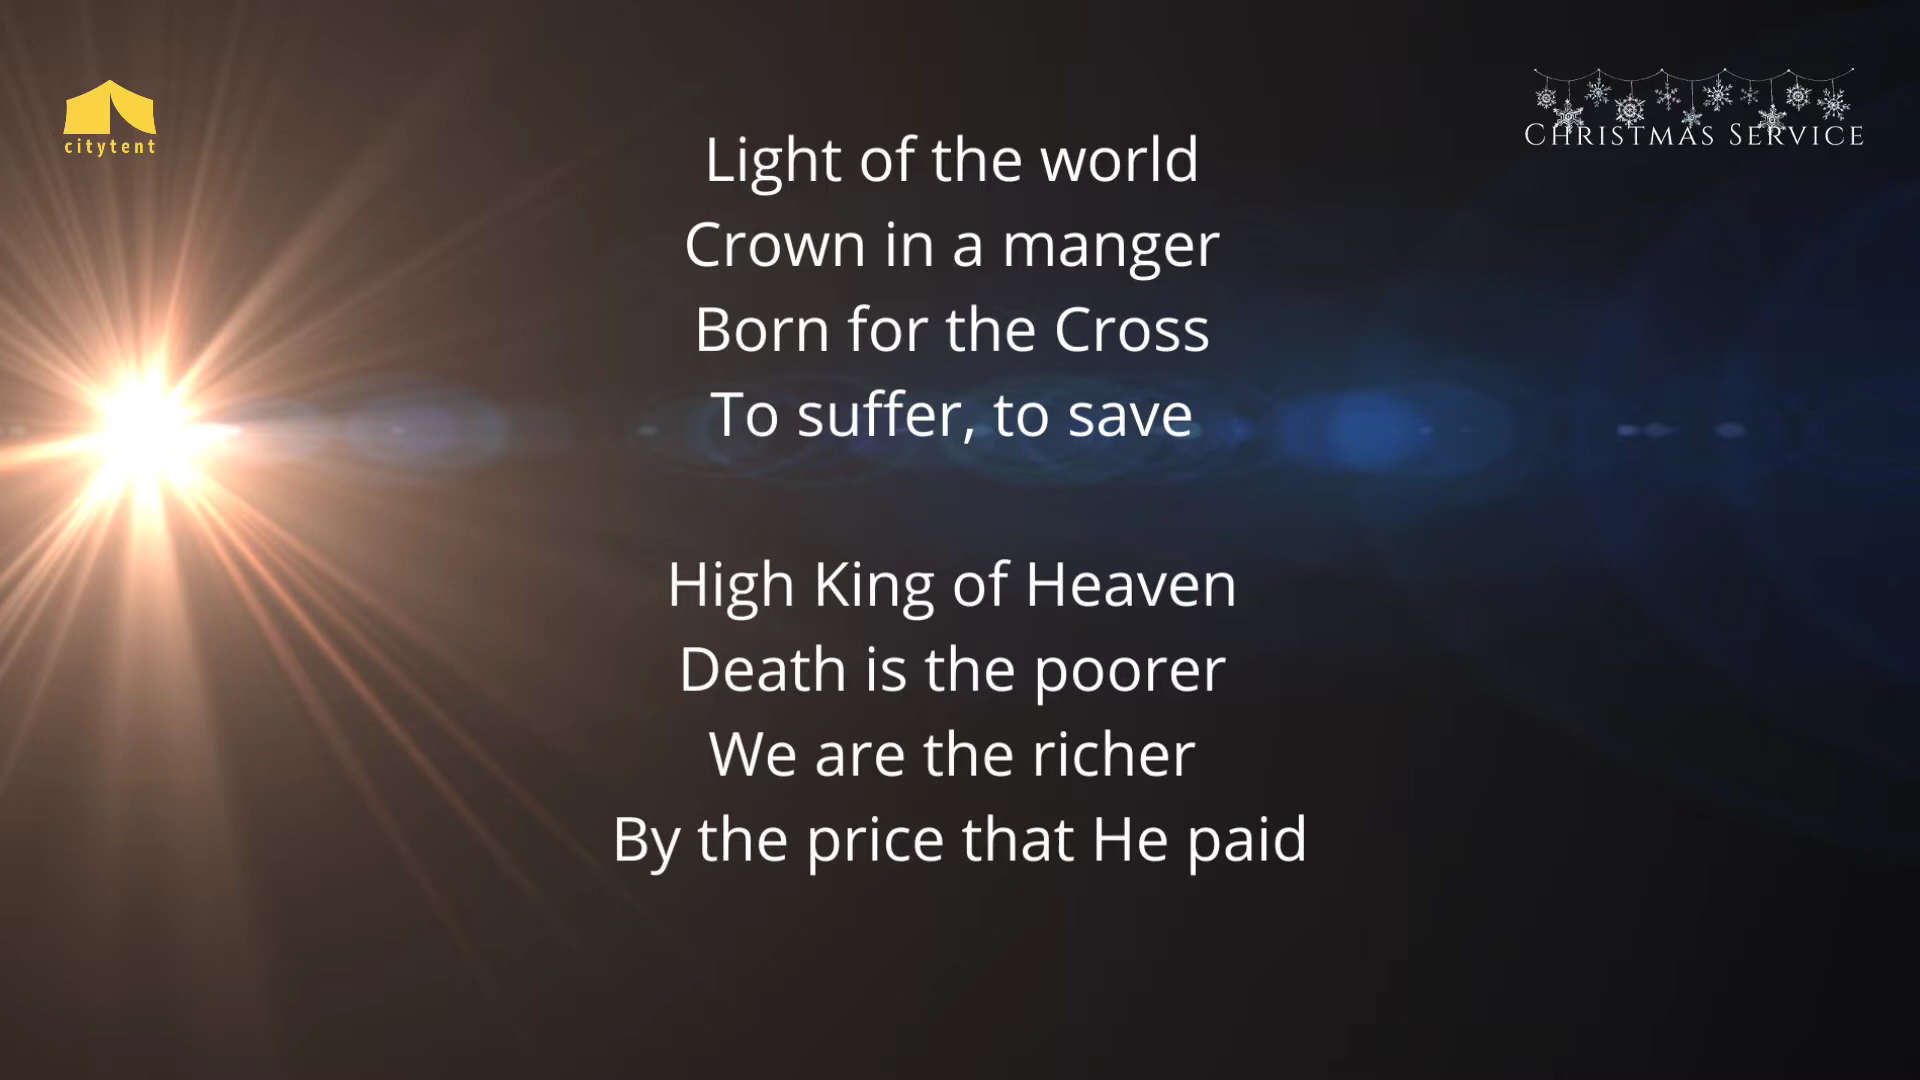 citytent
Christmas Service
Light of the world
Crown in a manger
Born for the Cross
To suffer, to save
High King of Heaven
Death is the poorer
We are the richer
By the price that He paid